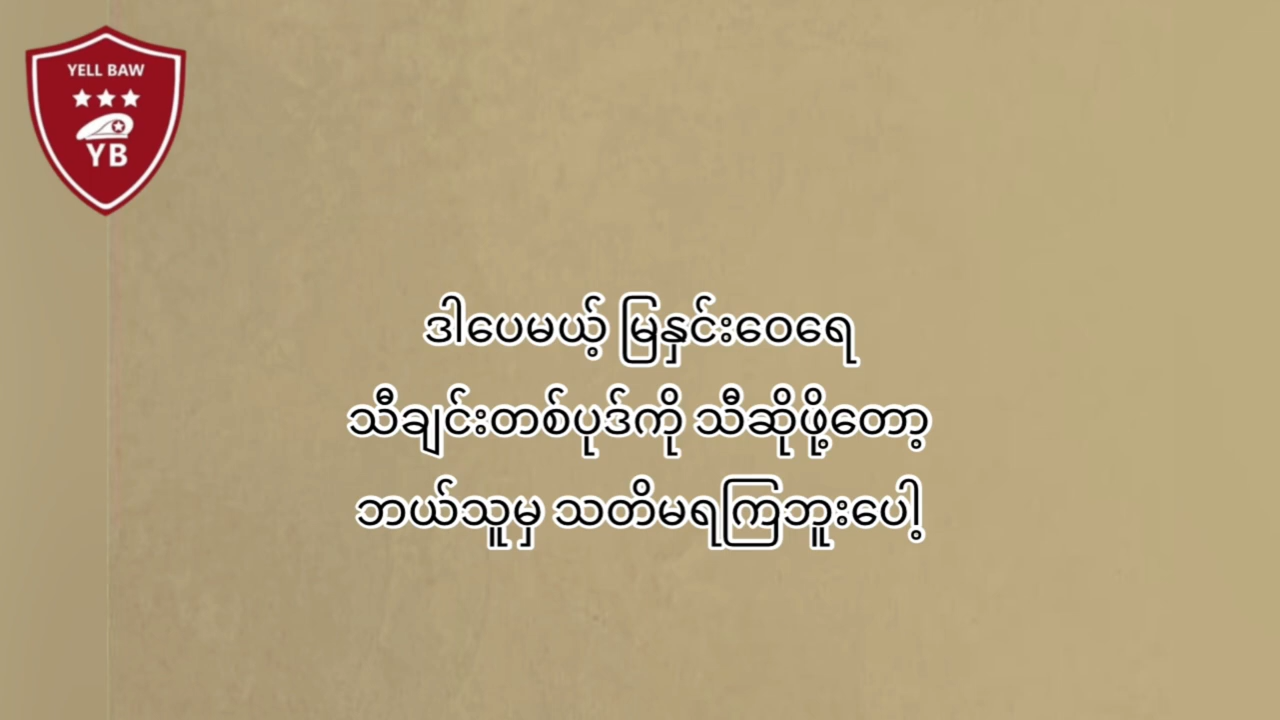 YELL BAW
YB
ဒါပေမယ့် မြနှင်းဝေရေ
သီချင်းတစ်ပုဒ်ကို သီဆိုဖို့တော့
ဘယ်သူမှ သတိမရကြဘူးပေါ့